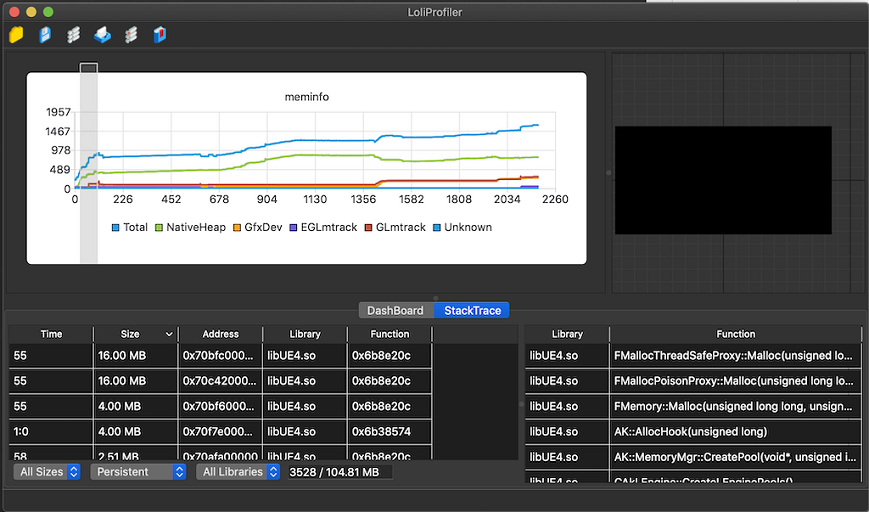 LoliProfiler
meminfo
1957
1467
978
489
0
0 226 452 678 904 1130 1356 1582 1808 2034 2260
Total NativeHeap GfxDev EGLmtrack GLmtrack Unknown
DashBoard StackTrace
Time Size Address Library Function
55 16.00 MB 0x70bfc000... libUE4.so 0x6b8e20c
55 16.00 MB 0x70c42000... libUE4.so 0x6b8e20c
55 4.00 MB 0x70bf6000... libUE4.so 0x6b8e20c
1:0 4.00 MB 0x70f7e000... libUE4.so 0x6b38574
58 2.51 MB 0x70afa00000 libUE4.so 0x6b8e20c
All Sizes Persistent All Libraries 3528 / 104.81 MB
Library Function
libUE4.so FMallocThreadSafeProxy::Malloc(unsigned lo...
libUE4.so FMallocPoisonProxy::Malloc(unsigned long lo...
libUE4.so FMemory::Malloc(unsigned long long, unsign...
libUE4.so AK::AllocHook(unsigned long)
libUE4.so AK::MemoryMgr::CreatePool(void*, unsigned i...
libUE4.so CAkLEngine::CreateLEnginePools()